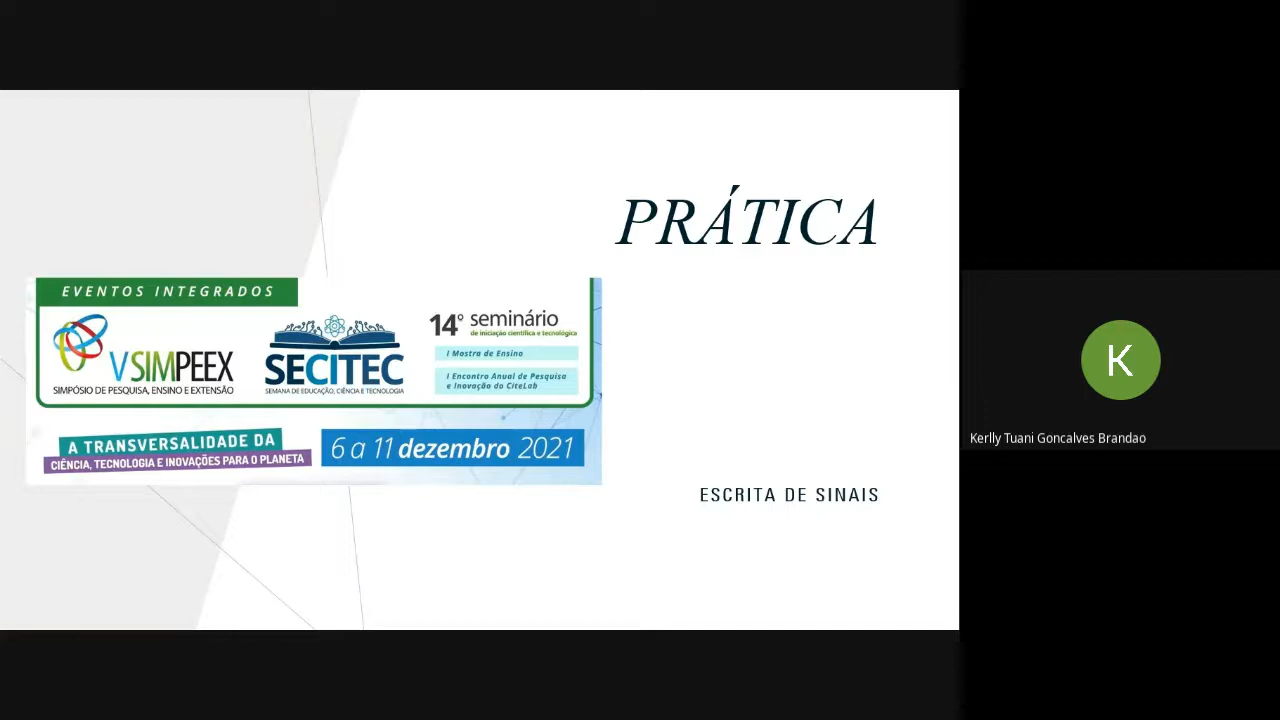 PRÁTICA
EVENTOS INTEGRADOS
V SIMPEEX
SIMPÓSIO DE PESQUISA, ENSINO E EXTENSÃO
SECITEC
SEMANA DE EDUCAÇÃO, CIÊNCIA E TECNOLOGIA
14º seminário
de iniciação científica e tecnológica
I Mostra de Ensino
I Encontro Anual de Pesquisa
e Inovação do CiteLab
A TRANSVERSALIDADE DA
CIÊNCIA, TECNOLOGIA E INOVAÇÕES PARA O PLANETA
6 a 11 dezembro 2021
ESCRITA DE SINAIS
K
Kerlly Tuani Goncalves Brandao